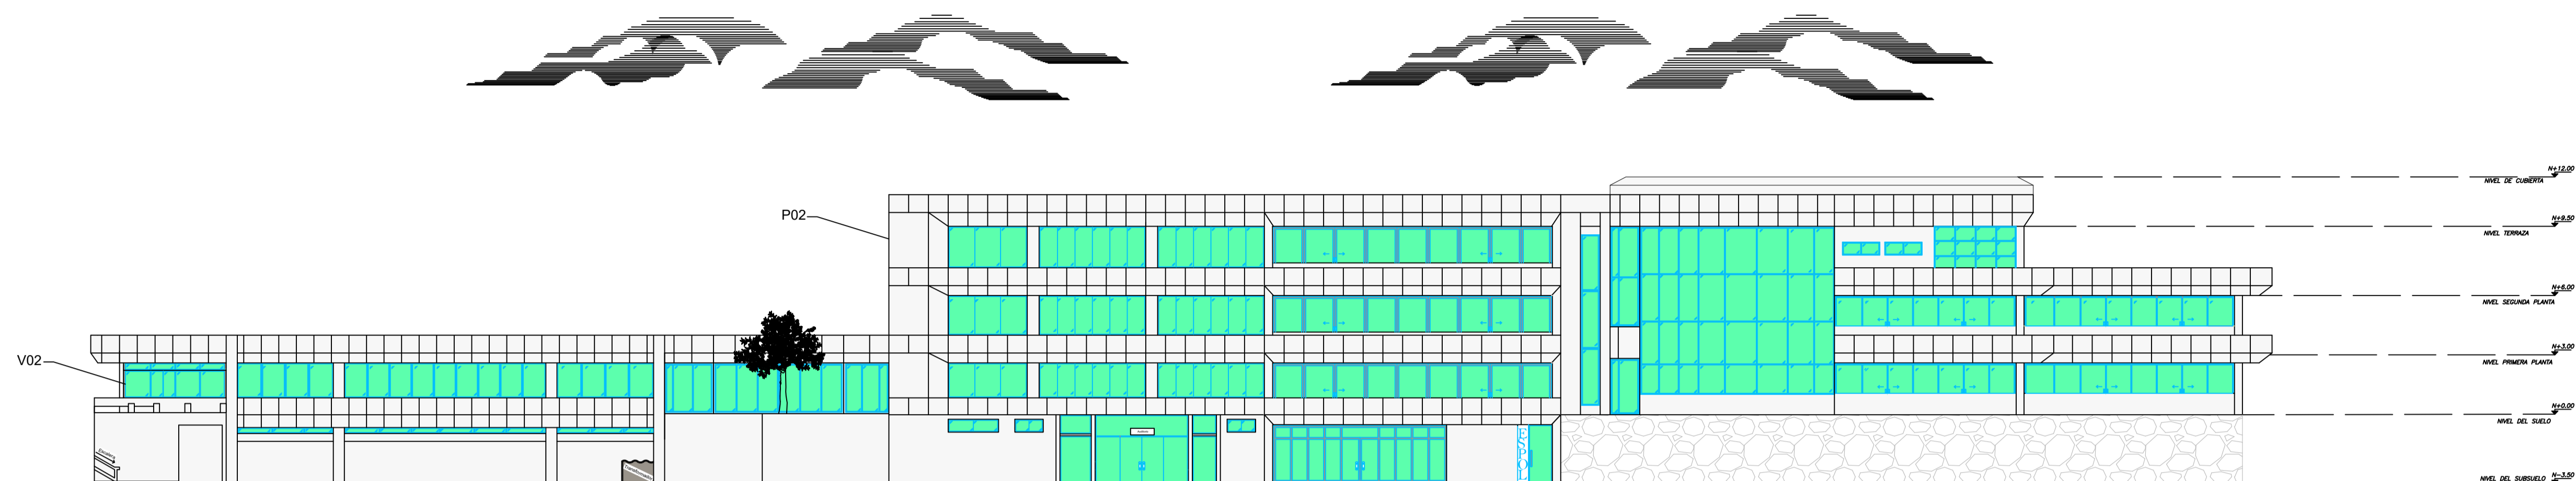 N+12.00
NIVEL DE CUBIERTA
P02
N+9.50
NIVEL TERRAZA
N+6.00
NIVEL SEGUNDA PLANTA
V02
N+3.00
NIVEL PRIMERA PLANTA
N+0.00
NIVEL DEL SUELO
ESPOL
N-3.50
NIVEL DEL SUBSUELO